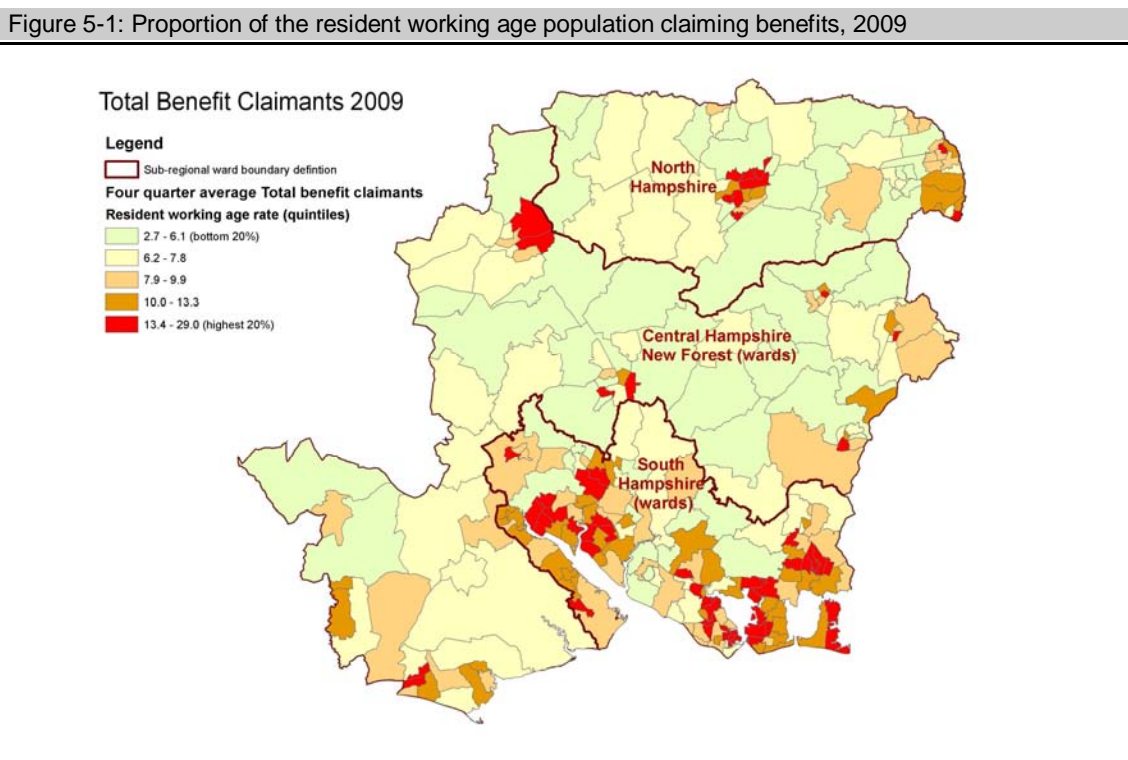 Figure 5-1: Proportion of the resident working age population claiming benefits, 2009
Total Benefit Claimants 2009
Legend
Sub-regional ward boundary defintion
Four quarter average Total benefit claimants
Resident working age rate (quintiles)
2.7 - 6.1 (bottom 20%)
6.2 - 7.8
7.9 - 9.9
10.0 - 13.3
13.4 - 29.0 (highest 20%)
North
Hampshire
Central Hampshire
New Forest (wards)
South
Hampshire
(wards)